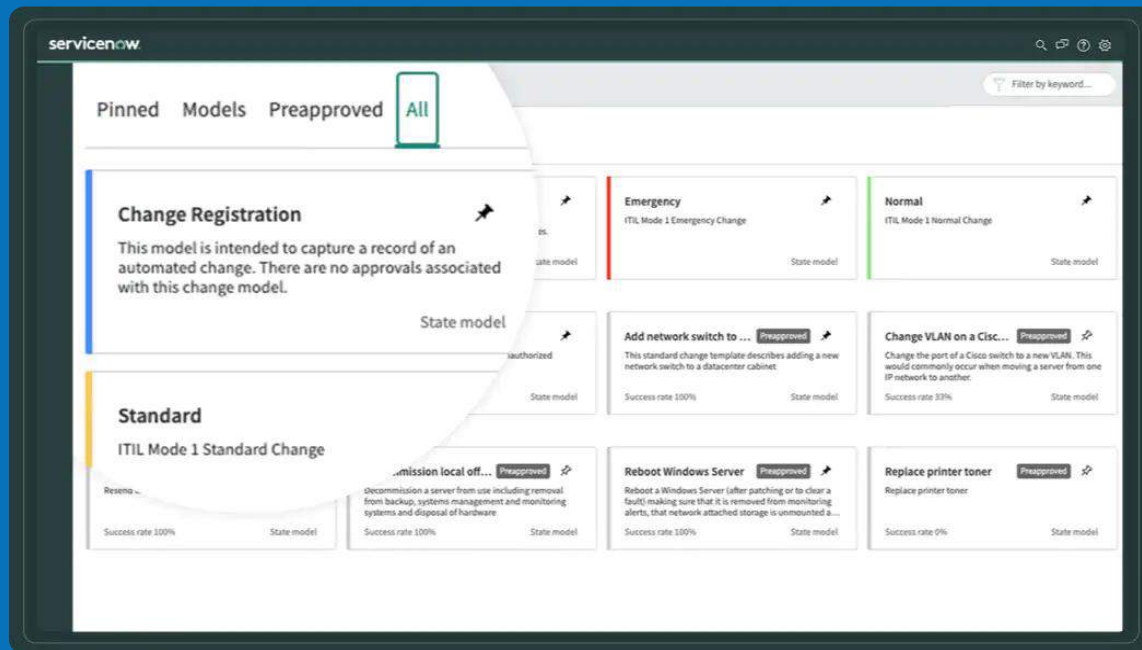 servicenow
Filter by keyword...
Pinned Models Preapproved All
Change Registration
This model is intended to capture a record of an
automated change. There are no approvals associated
with this change model.
State model
Standard
ITIL Mode 1 Standard Change
Emergency
ITIL Mode 1 Emergency Change
State model
Normal
ITIL Mode 1 Normal Change
State model
State model
Add network switch to ... Preapproved
This standard change template describes adding a new
network switch to a datacenter cabinet
Success rate 100% State model
Change VLAN on a Cisc... Preapproved
Change the port of a Cisco switch to a new VLAN. This
would commonly occur when moving a server from one
IP network to another.
Success rate 33% State model
Success rate 100% State model
local off... Preapproved
Decommission a server from use including removal
from backup, systems management and monitoring
systems and disposal of hardware
Success rate 100% State model
Reboot Windows Server Preapproved
Reboot a Windows Server (after patching or to clear a
fault) making sure that it is removed from monitoring
alerts, that network attached storage is unmounted a...
Success rate 100% State model
Replace printer toner Preapproved
Replace printer toner
Success rate 0% State model